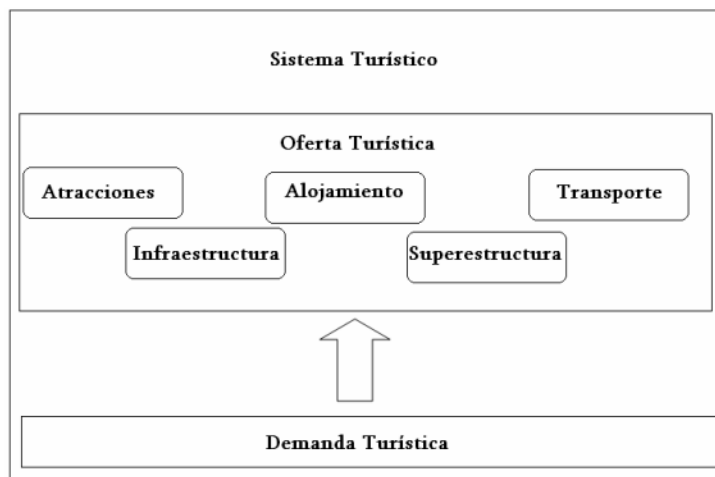 Sistema Turístico
Oferta Turística
Atracciones
Alojamiento
Transporte
Infraestructura
Superestructura
Demanda Turística